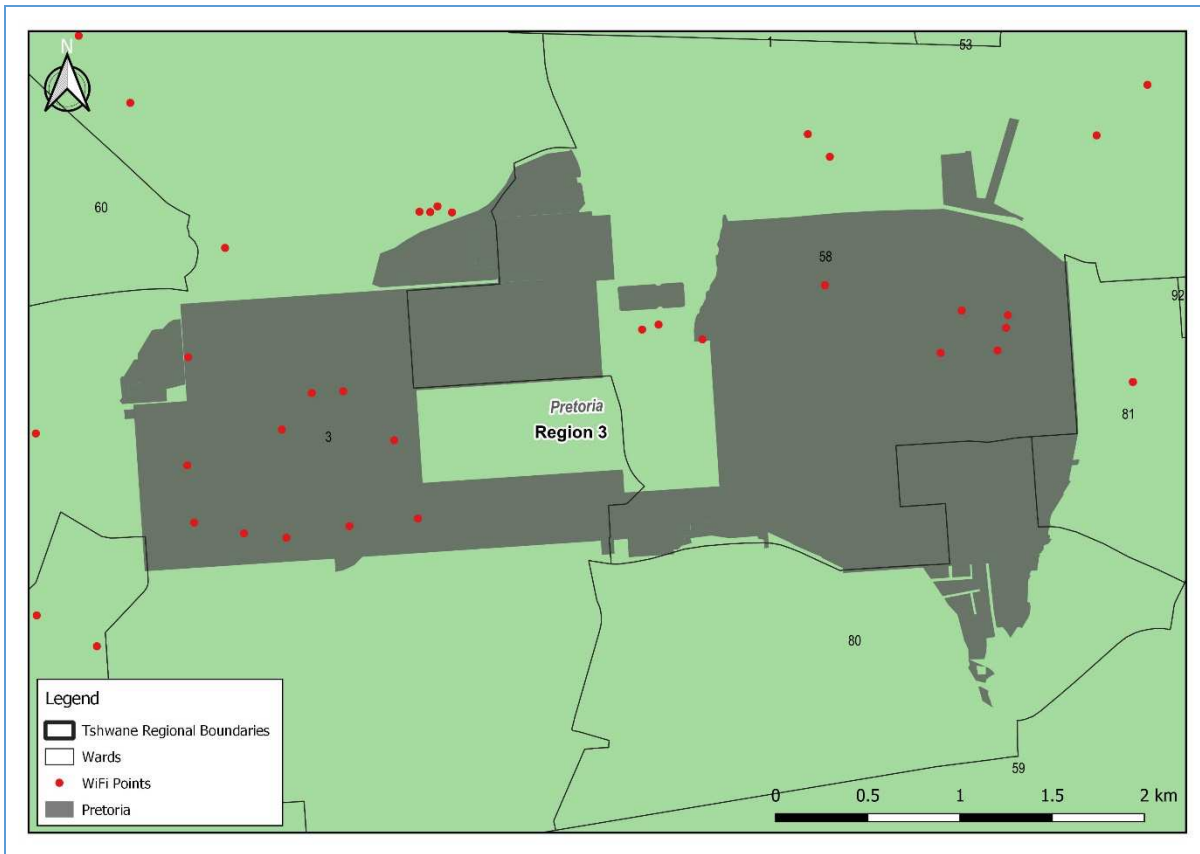 N
1
53
60
58
92
Pretoria
Region 3
3
81
80
59
Legend
Tshwane Regional Boundaries
Wards
WiFi Points
Pretoria
0 0.5 1 1.5 2 km